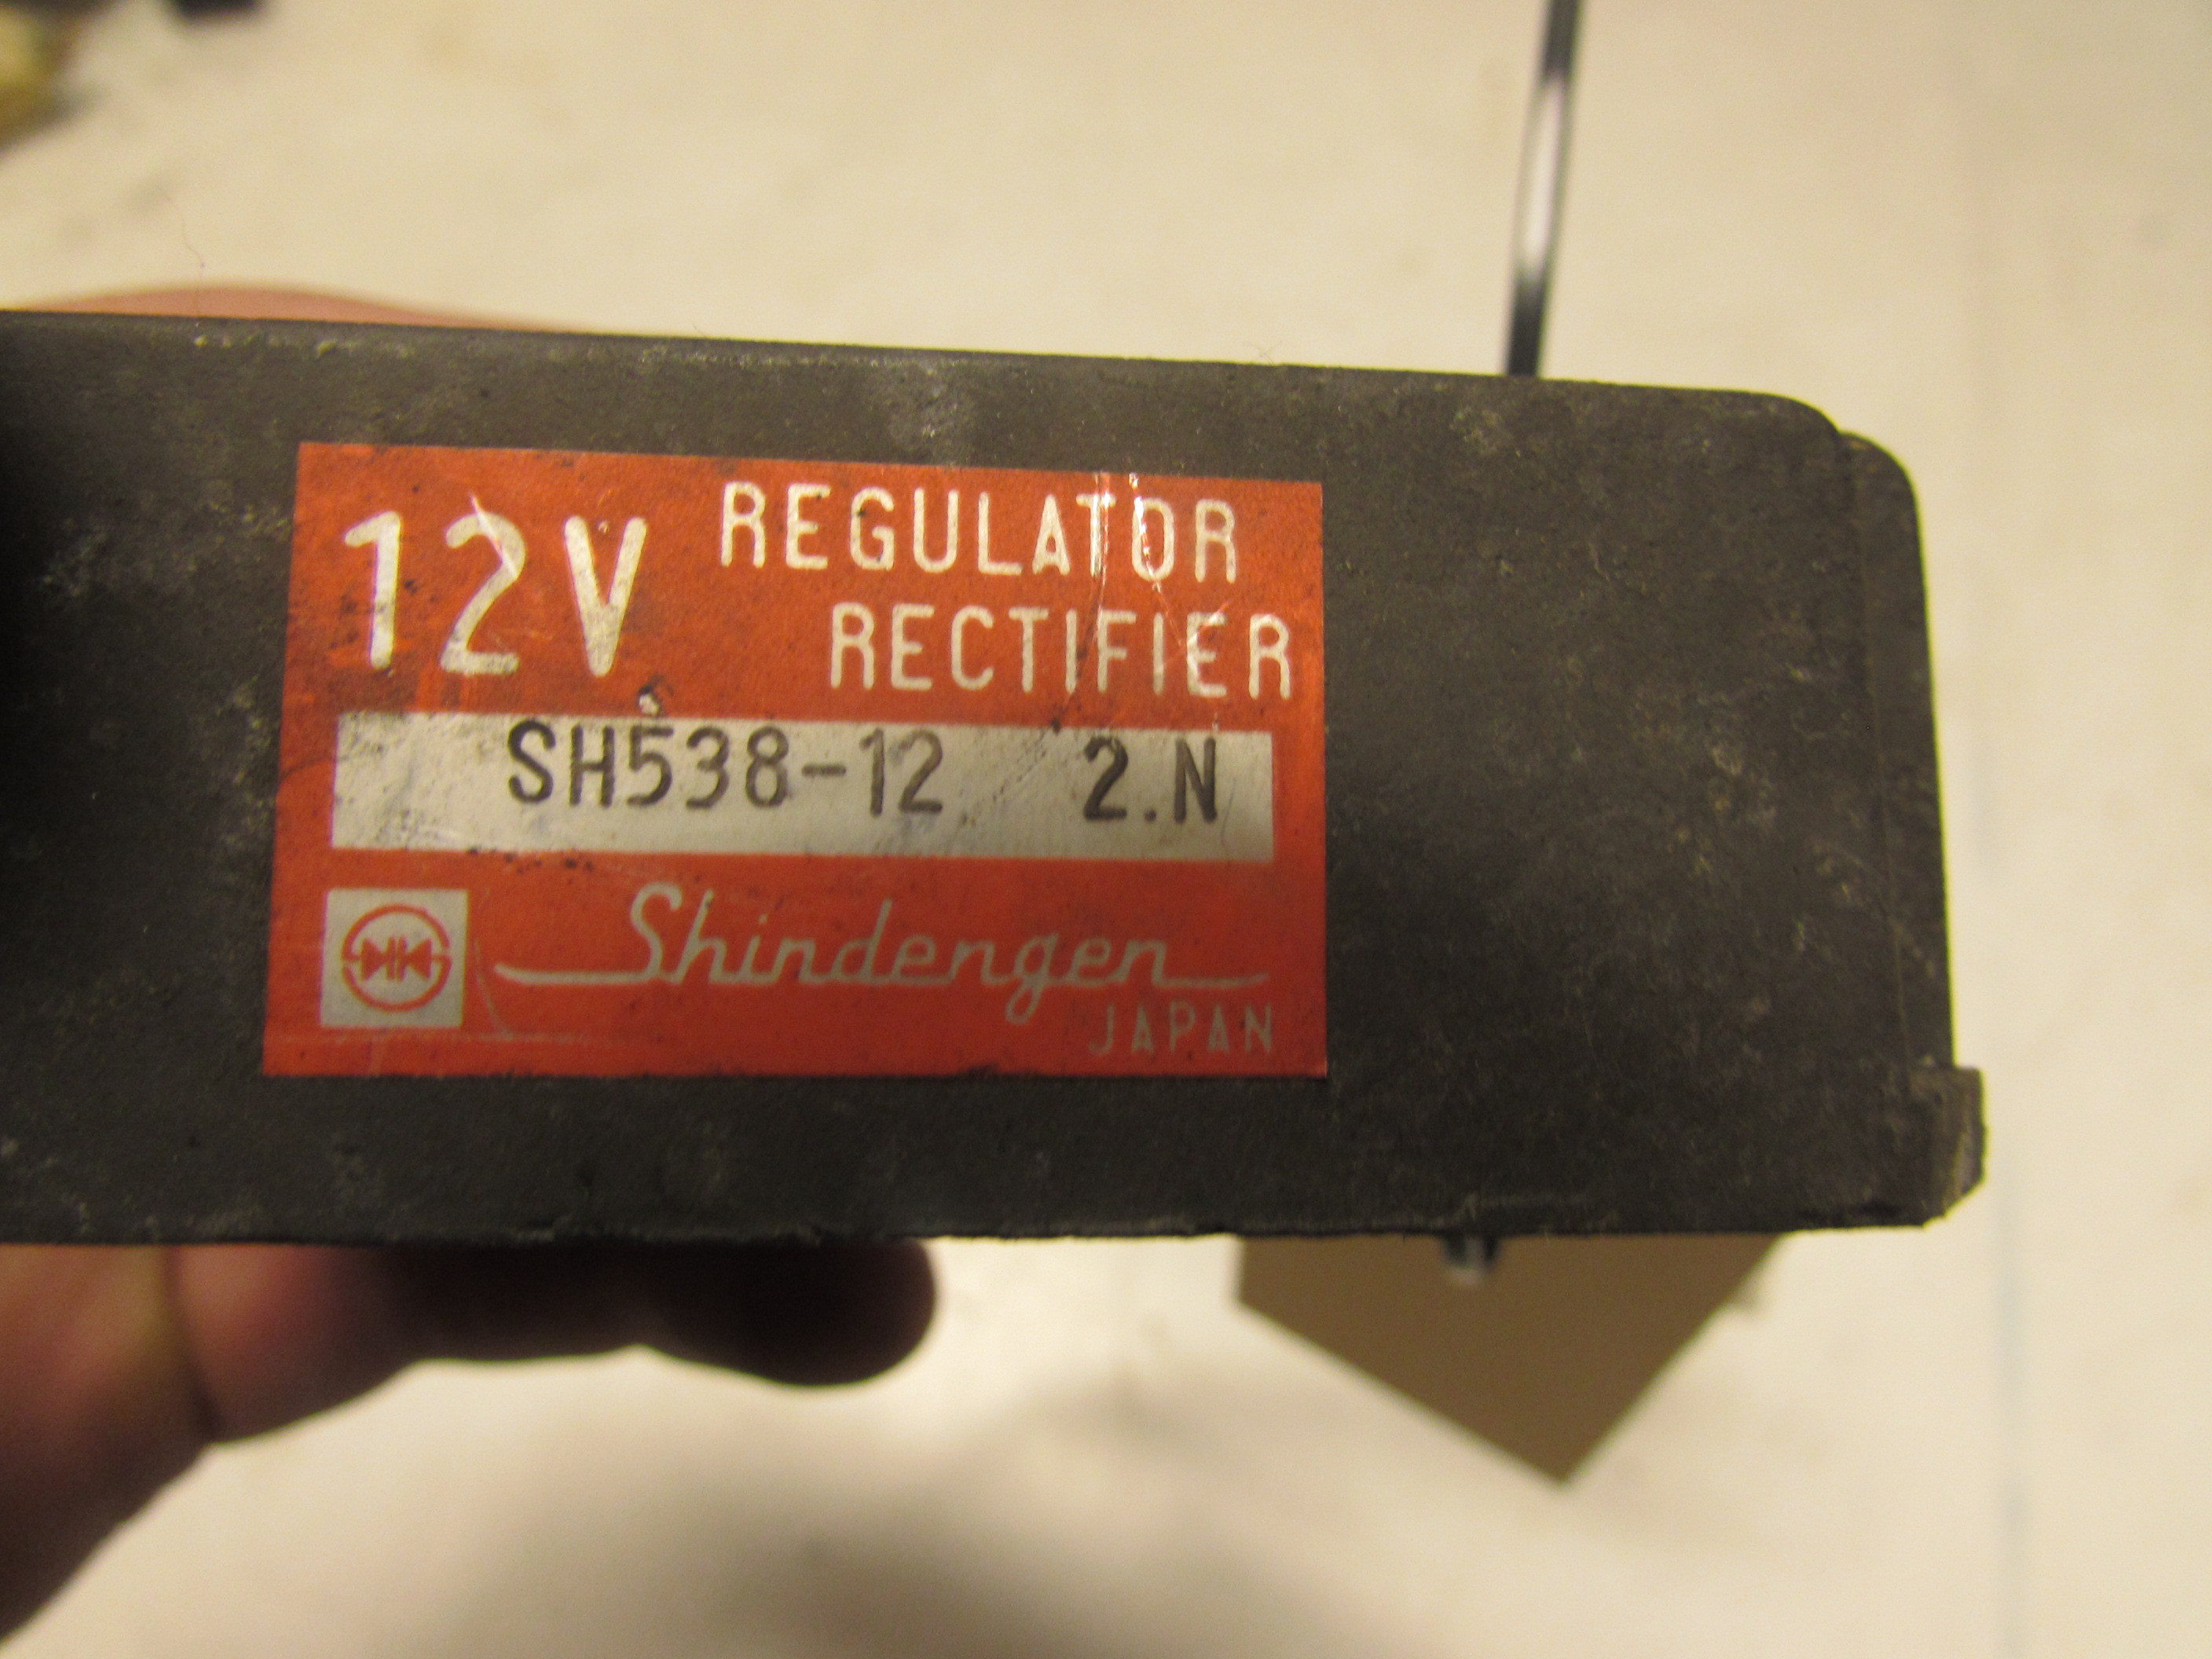 12V REGULATOR
RECTIFIER
SH538-12 2.N
Shindengen
JAPAN